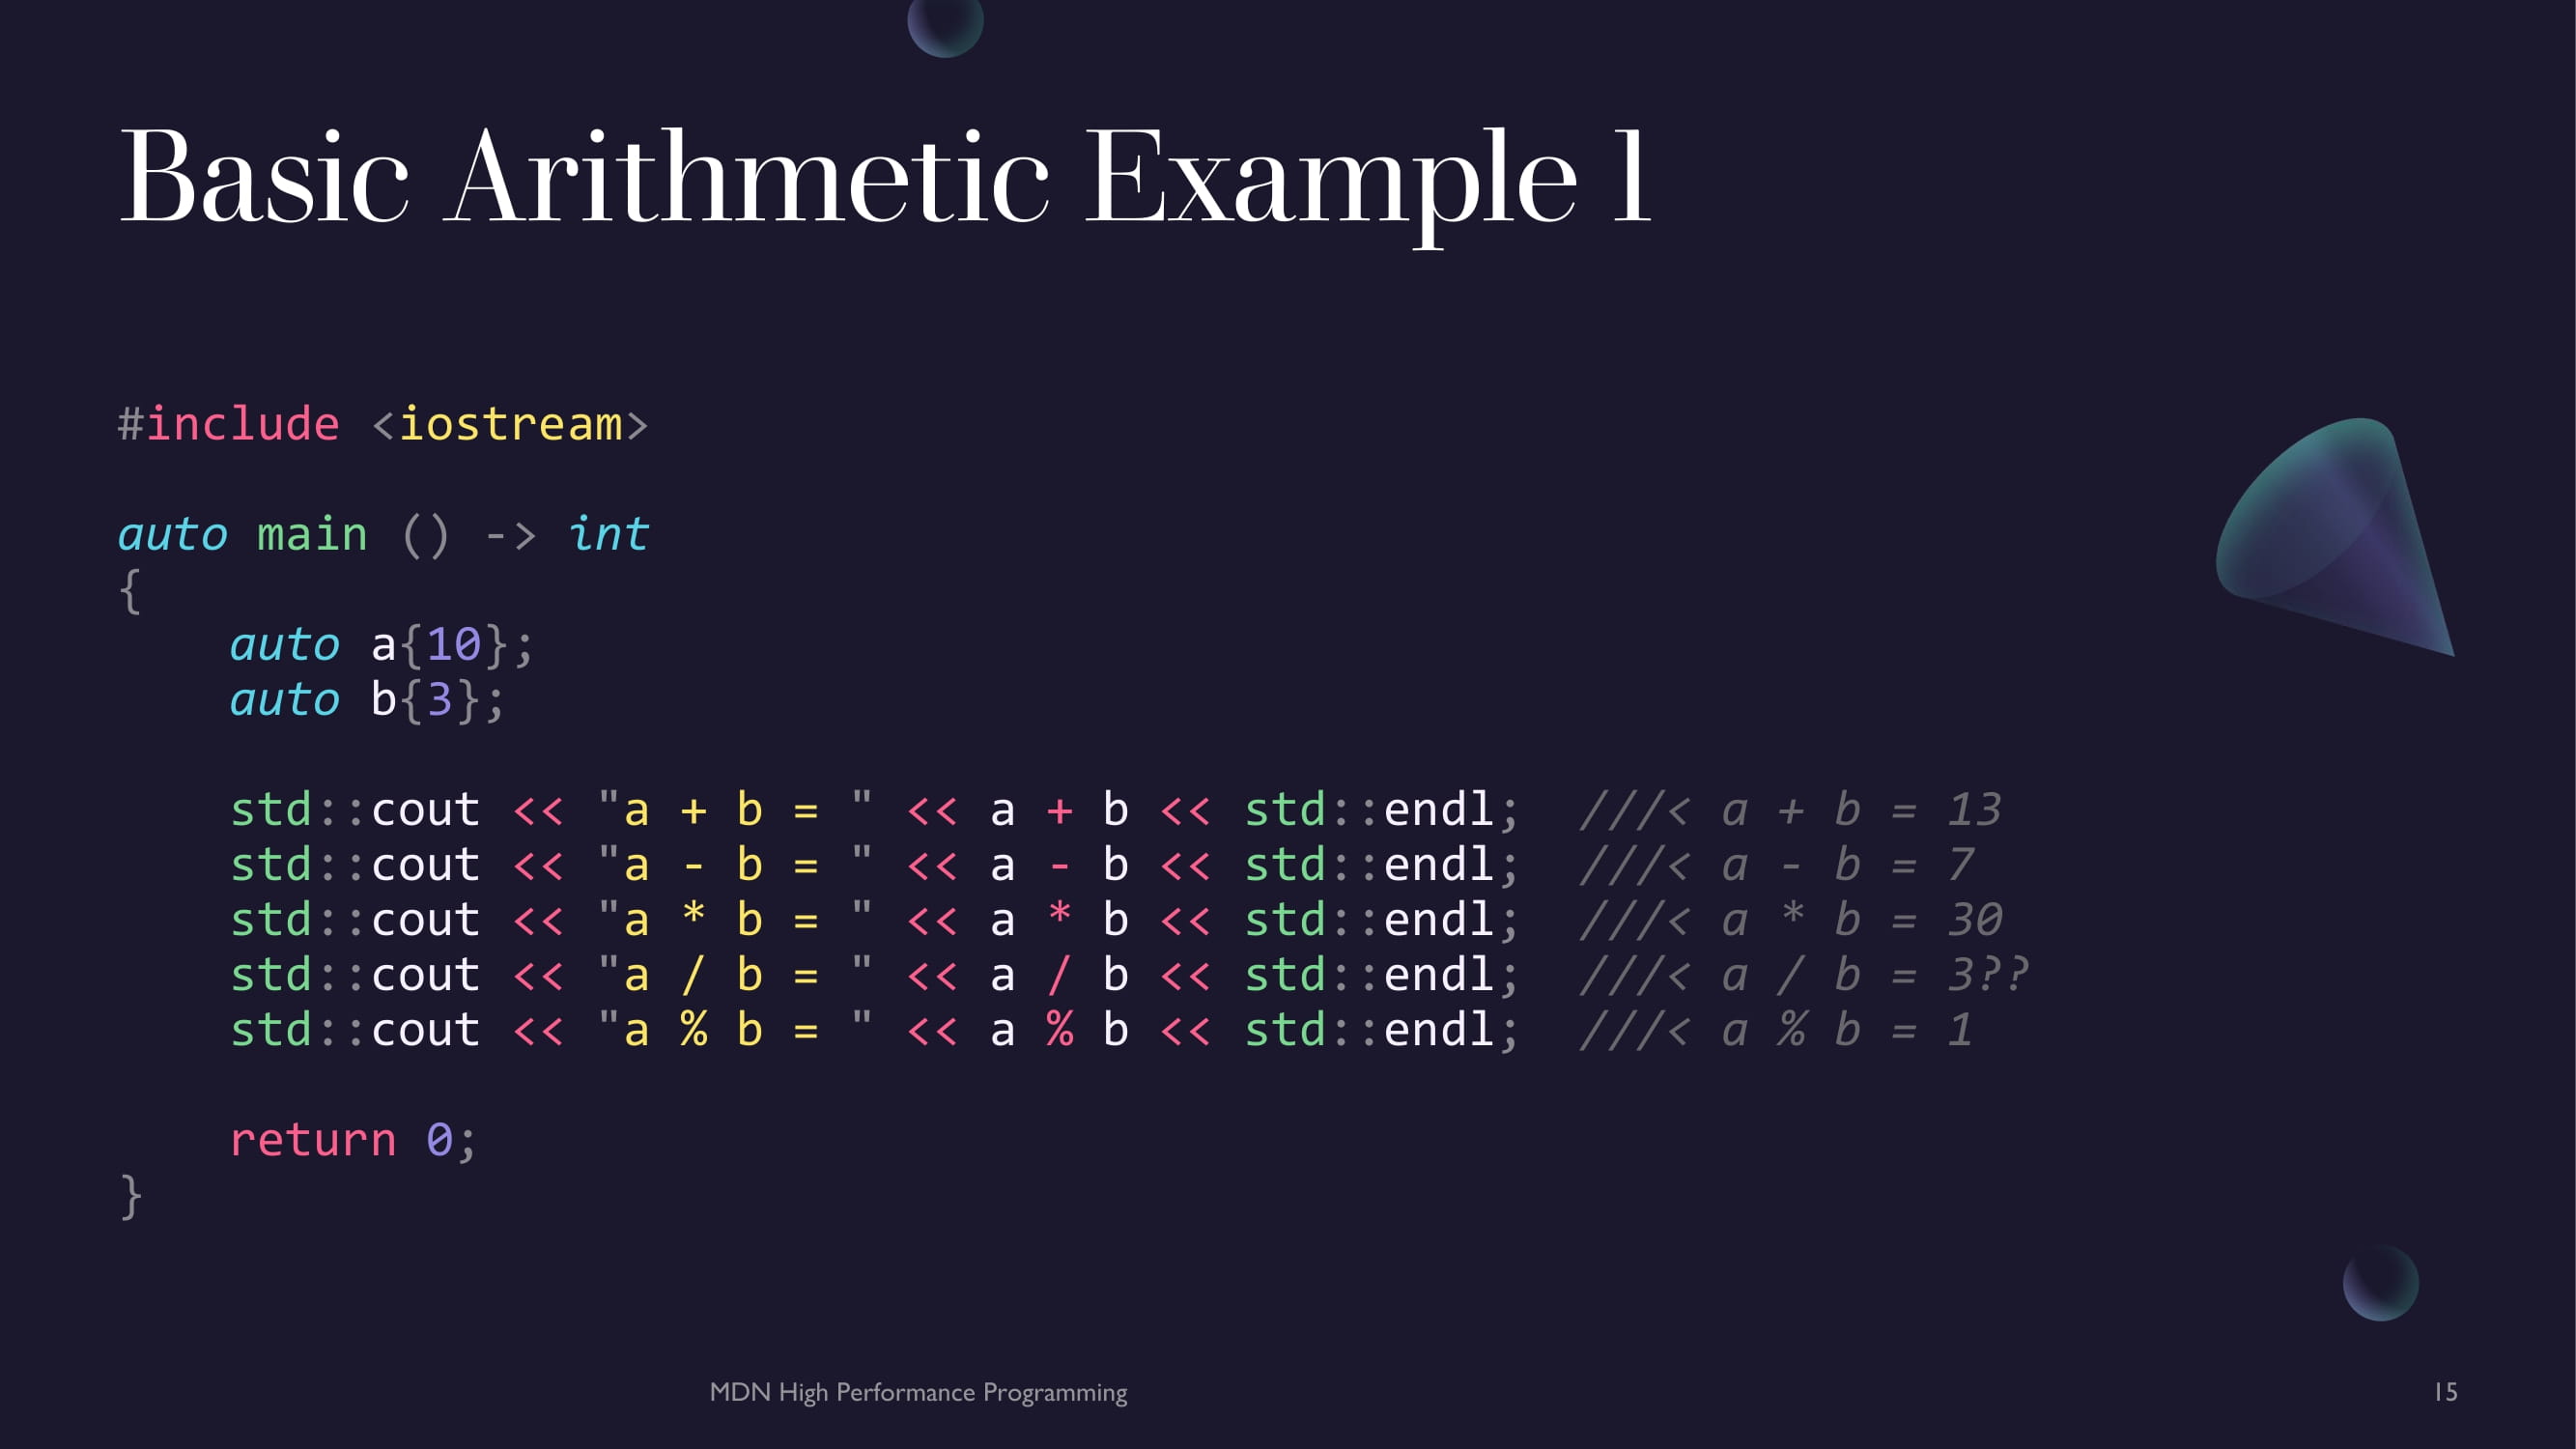 Basic Arithmetic Example 1
#include <iostream>
auto main () -> int
{
    auto a{10};
    auto b{3};
    std::cout << "a + b = " << a + b << std::endl;  ///< a + b = 13
    std::cout << "a - b = " << a - b << std::endl;  ///< a - b = 7
    std::cout << "a * b = " << a * b << std::endl;  ///< a * b = 30
    std::cout << "a / b = " << a / b << std::endl;  ///< a / b = 3??
    std::cout << "a % b = " << a % b << std::endl;  ///< a % b = 1
    return 0;
}
MDN High Performance Programming
15